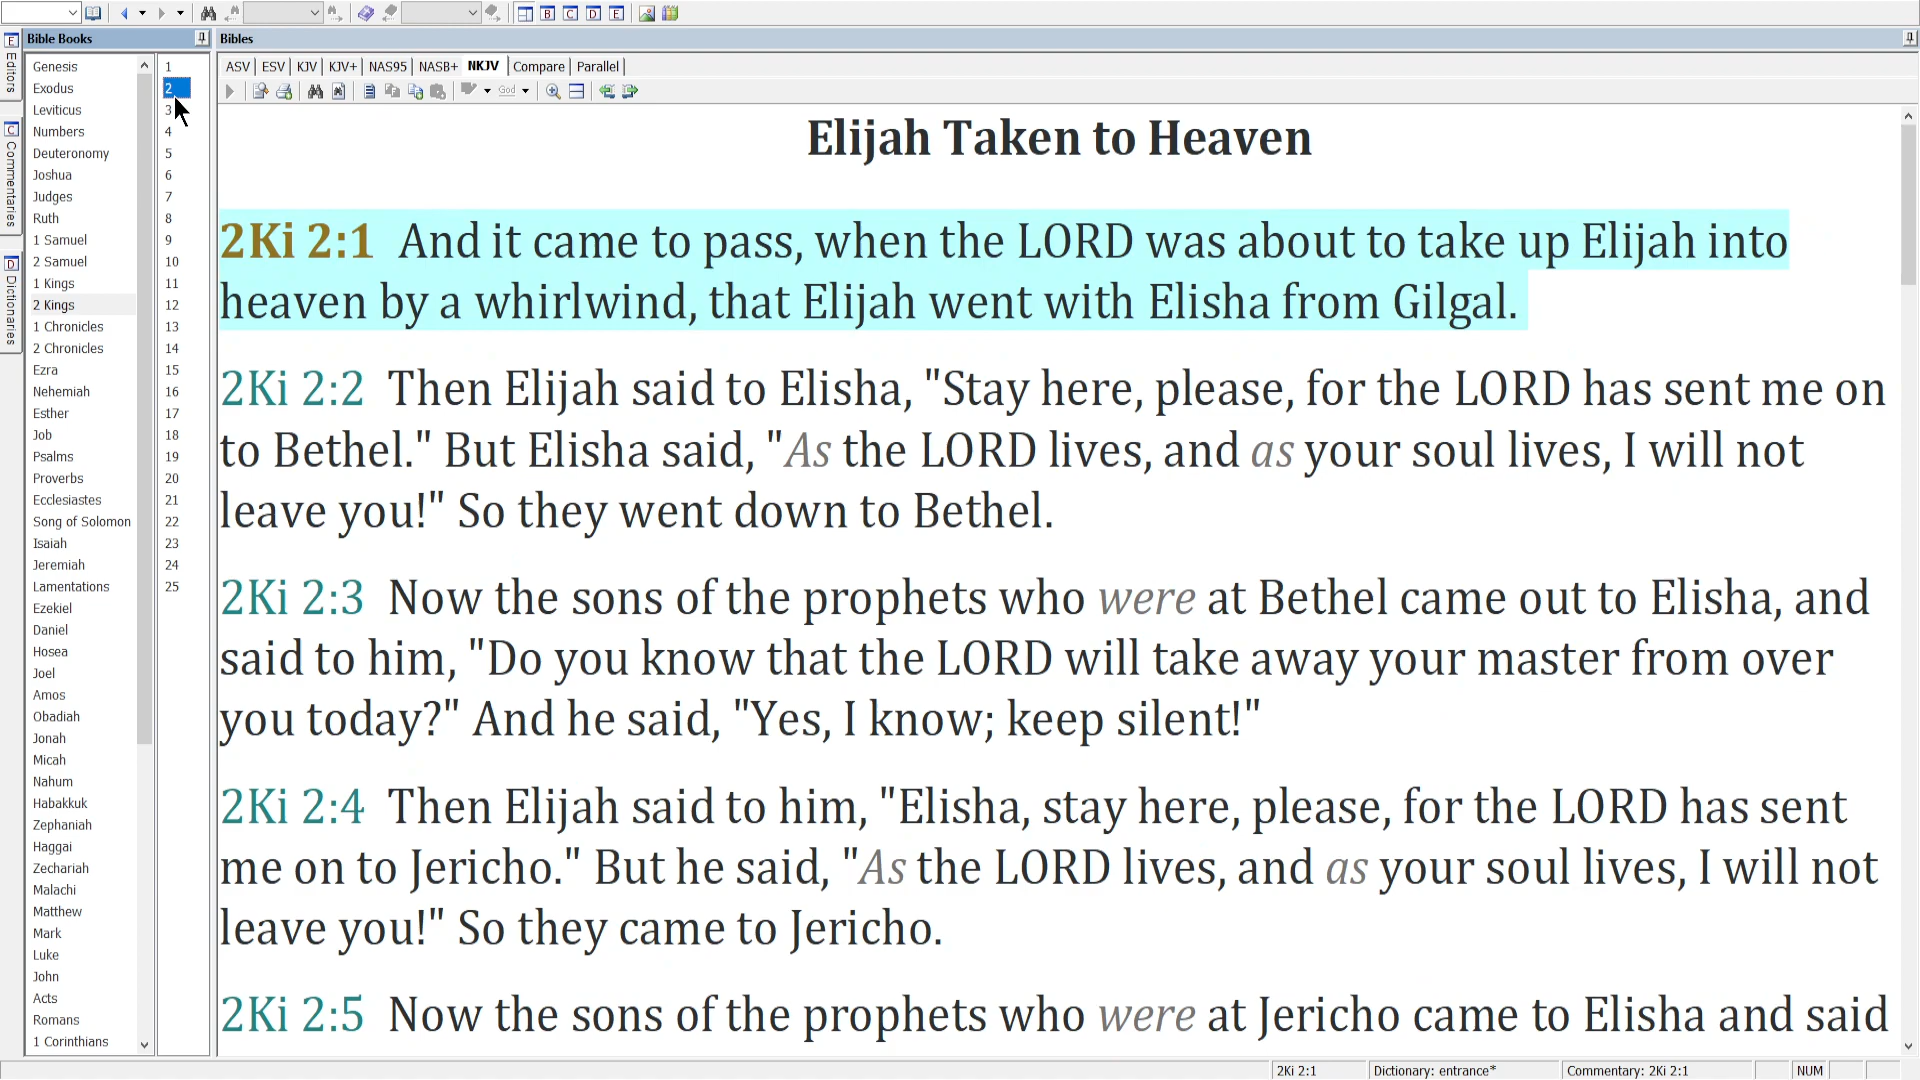 God
Bible Books
Bibles
E Editors
C Commentaries
D Dictionaries
B C D E
ASV ESV KJV KJV+ NAS95 NASB+ NKJV Compare Parallel
Genesis
Exodus
Leviticus
Numbers
Deuteronomy
Joshua
Judges
Ruth
1 Samuel
2 Samuel
1 Kings
2 Kings
1 Chronicles
2 Chronicles
Ezra
Nehemiah
Esther
Job
Psalms
Proverbs
Ecclesiastes
Song of Solomon
Isaiah
Jeremiah
Lamentations
Ezekiel
Daniel
Hosea
Joel
Amos
Obadiah
Jonah
Micah
Nahum
Habakkuk
Zephaniah
Haggai
Zechariah
Malachi
Matthew
Mark
Luke
John
Acts
Romans
1 Corinthians
1
2
3
4
5
6
7
8
9
10
11
12
13
14
15
16
17
18
19
20
21
22
23
24
25
Elijah Taken to Heaven
2Ki 2:1 And it came to pass, when the LORD was about to take up Elijah into
heaven by a whirlwind, that Elijah went with Elisha from Gilgal.
2Ki 2:2 Then Elijah said to Elisha, "Stay here, please, for the LORD has sent me on
to Bethel." But Elisha said, "As the LORD lives, and as your soul lives, I will not
leave you!" So they went down to Bethel.
2Ki 2:3 Now the sons of the prophets who were at Bethel came out to Elisha, and
said to him, "Do you know that the LORD will take away your master from over
you today?" And he said, "Yes, I know; keep silent!"
2Ki 2:4 Then Elijah said to him, "Elisha, stay here, please, for the LORD has sent
me on to Jericho." But he said, "As the LORD lives, and as your soul lives, I will not
leave you!" So they came to Jericho.
2Ki 2:5 Now the sons of the prophets who were at Jericho came to Elisha and said
2Ki 2:1
Dictionary: entrance*
Commentary: 2Ki 2:1
NUM